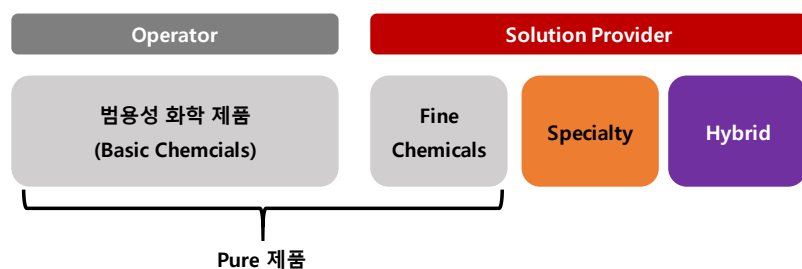 Operator
Solution Provider
범용성 화학 제품
(Basic Chemcials)
Fine
Chemicals
Specialty
Hybrid
Pure 제품